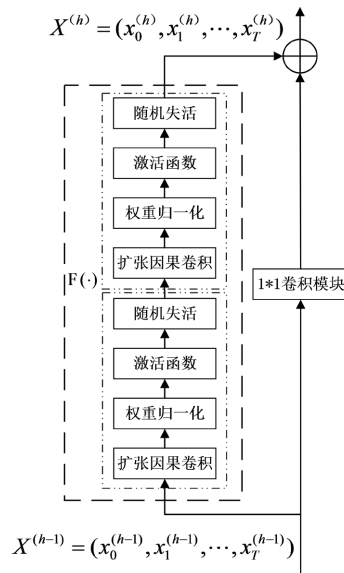 X^(h) = (x_0^(h), x_1^(h), ⋯, x_T^(h))
随机失活
激活函数
权重归一化
扩张因果卷积
F(·)
1*1卷积模块
随机失活
激活函数
权重归一化
扩张因果卷积
X^(h-1) = (x_0^(h-1), x_1^(h-1), ⋯, x_T^(h-1))